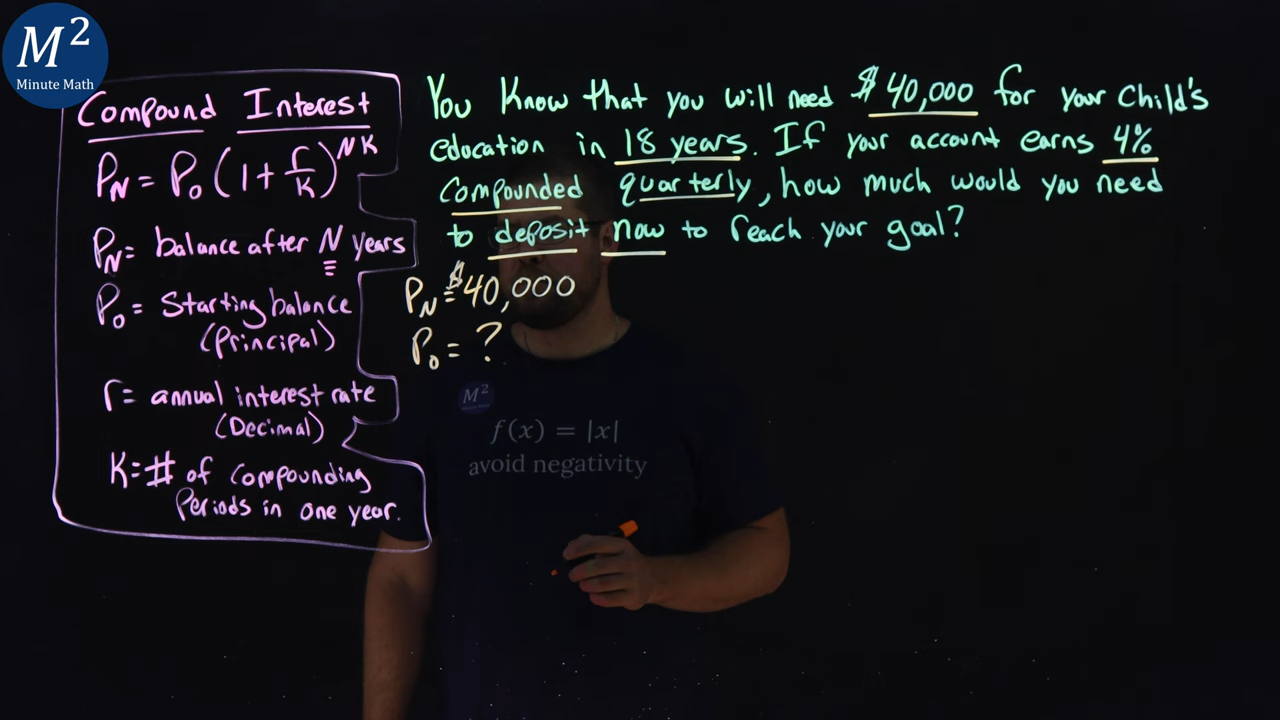 M²
Minute Math
Compound Interest
P_N = P_0 (1 + r/k)^{NK}
P_N = balance after N years
P_0 = Starting balance
(Principal)
r = annual interest rate
(Decimal)
K = # of compounding
Periods in one year.
You Know that you will need $40,000 for your child's
education in 18 years. If your account earns 4%
compounded quarterly, how much would you need
to deposit now to reach your goal?
P_N = $40,000
P_0 = ?
M²
f(x) = |x|
avoid negativity